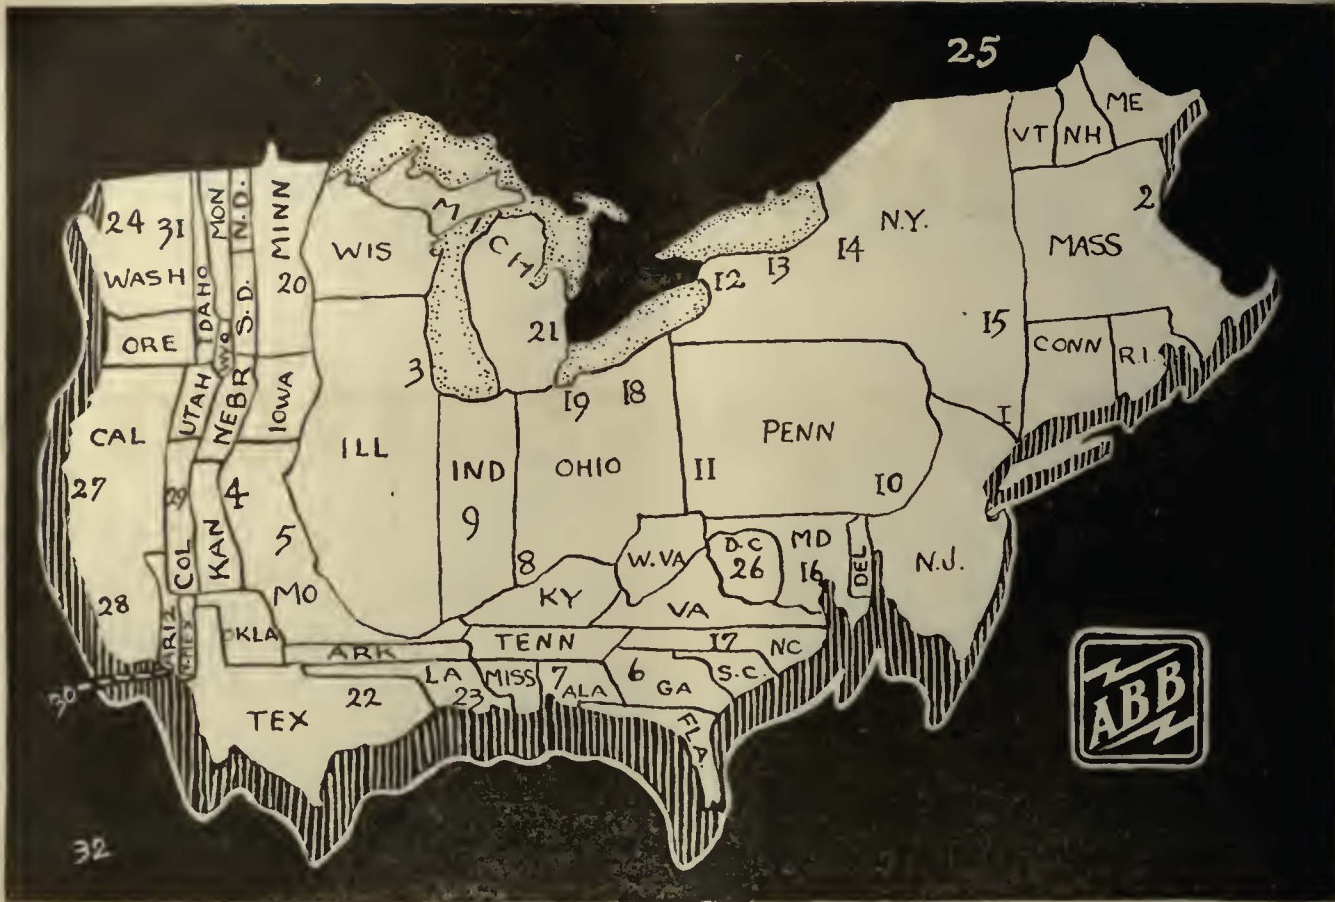 25
ME
VT
NH
2
MASS
N.Y.
14
13
12
15
CONN
R.I.
I
24
31
WASH
MON
N.D.
MINN
20
IDAHO
S.D.
WYO
ORE
WIS
MICH
21
3
19
18
UTAH
NEBR
IOWA
CAL
27
28
ILL
IND
9
OHIO
8
PENN
11
10
29
COL
KAN
4
5
MO
W.VA
D.C
26
MD
16
DEL
N.J.
KY
VA
ARIZ
N.MEX
OKLA
ARK
TENN
17
NC
S.C.
30
TEX
22
LA
23
MISS
7
ALA
6
GA
FLA
ABB
32